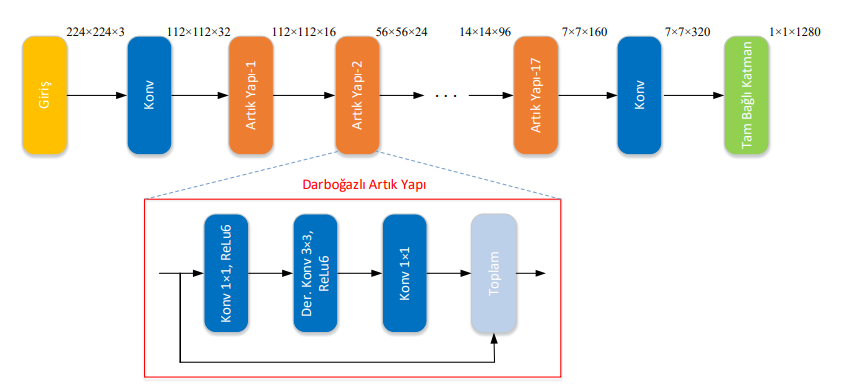 224×224×3
112×112×32
112×112×16
56×56×24
14×14×96
7×7×160
7×7×320
1×1×1280
Giriş
Konv
Artık Yapı-1
Artık Yapı-2
. . .
Artık Yapı-17
Konv
Tam Bağlı Katman
Darboğazlı Artık Yapı
Konv 1×1, ReLu6
Der. Konv 3×3,
ReLu6
Konv 1×1
Toplam